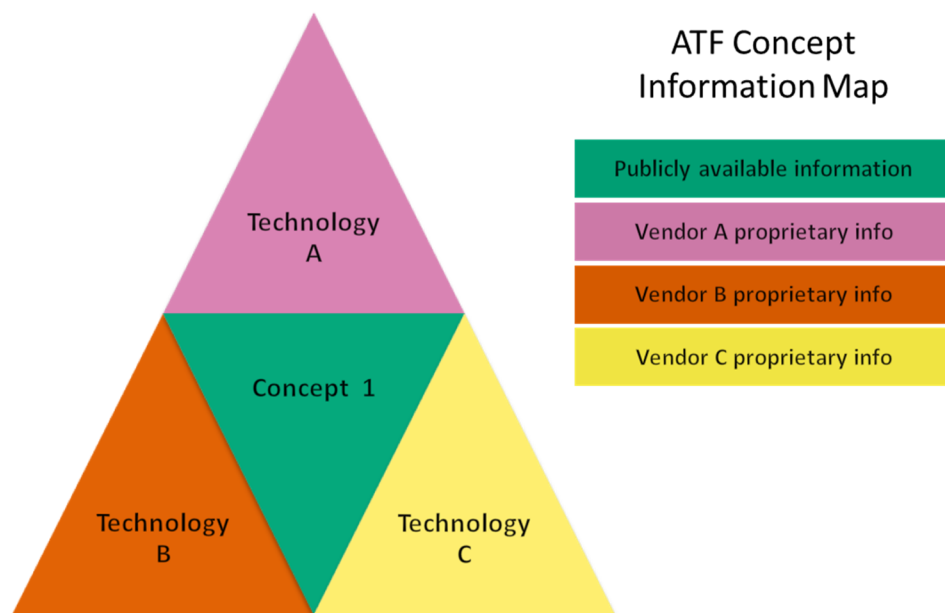 ATF Concept
Information Map
Publicly available information
Vendor A proprietary info
Vendor B proprietary info
Vendor C proprietary info
Technology
A
Concept 1
Technology
B
Technology
C